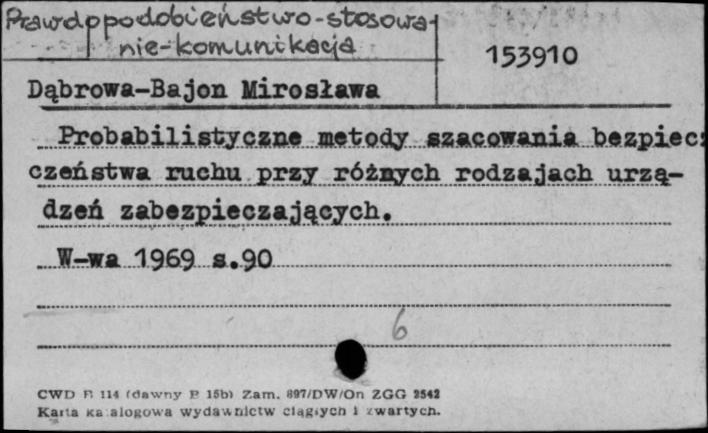 Prawdopodobieństwo-stosowa-
nie-komunikacja
153910
Dąbrowa-Bajon Mirosława
Probabilistyczne metody szacowania bezpiec
czeństwa ruchu przy różnych rodzajach urzą-
dzeń zabezpieczających.
W-wa 1969 s.90
6
CWD B 114 (dawny B 15b) Zam. 897/DW/On ZGG 2542
Karta katalogowa wydawnictw ciągłych i zwartych.